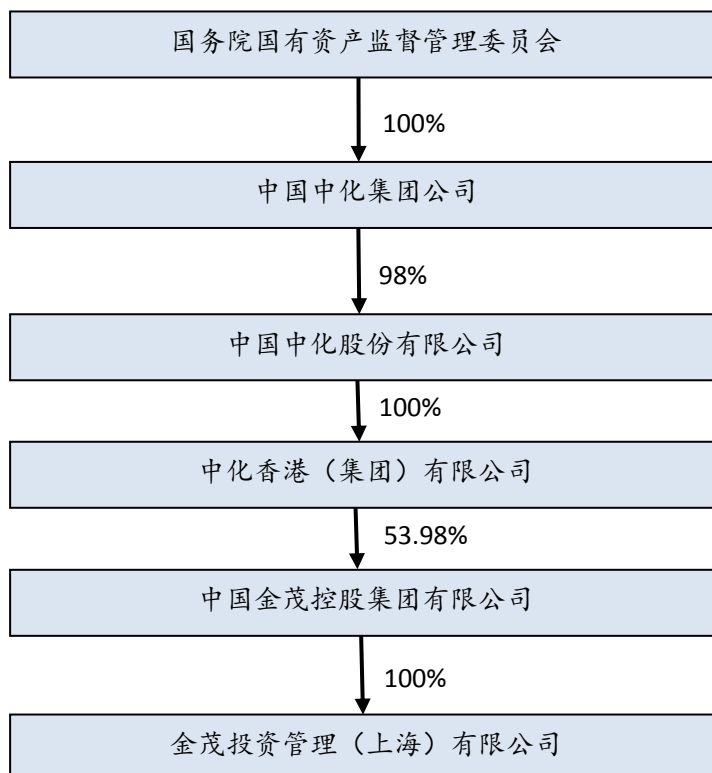 国务院国有资产监督管理委员会
100%
中国中化集团公司
98%
中国中化股份有限公司
100%
中化香港（集团）有限公司
53.98%
中国金茂控股集团有限公司
100%
金茂投资管理（上海）有限公司